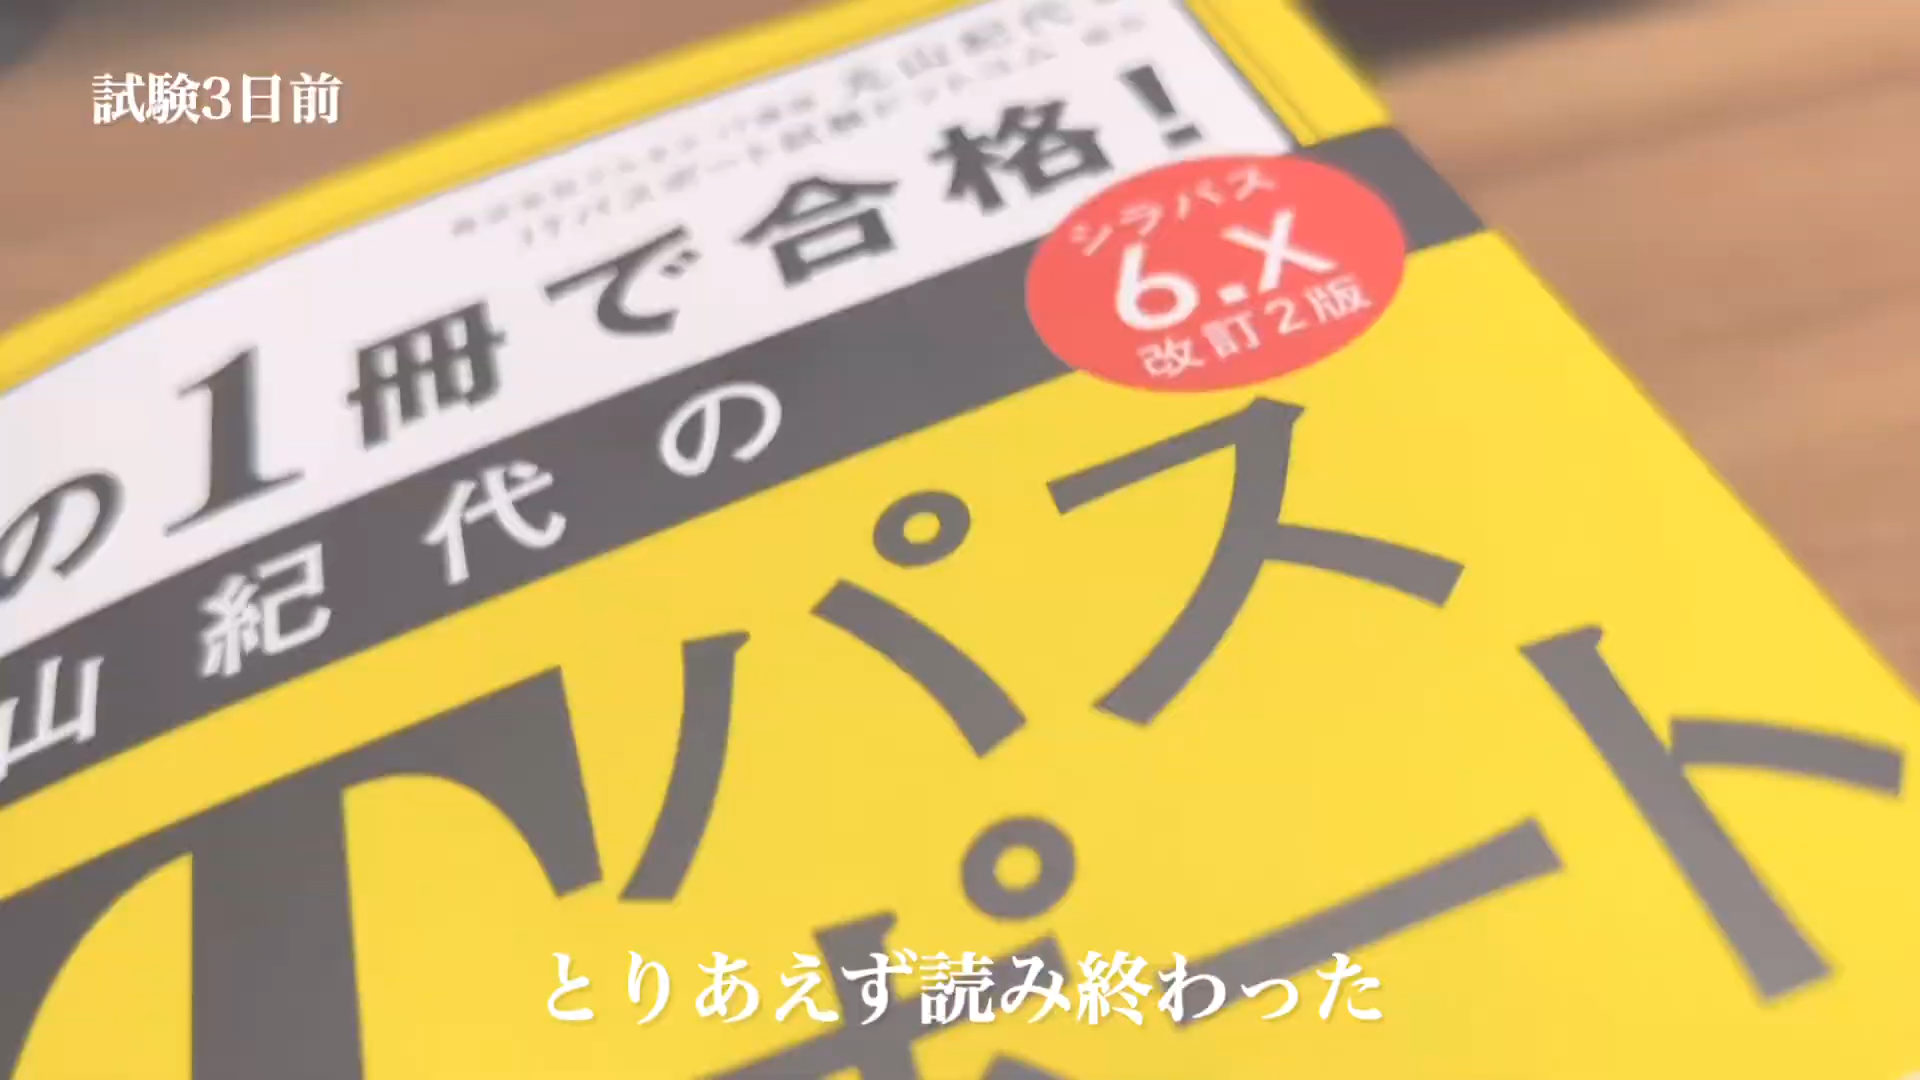 試験3日前
の1冊で合格!
シラバス
6.X
改訂2版
山紀代の
Tパス
ポート
とりあえず読み終わった